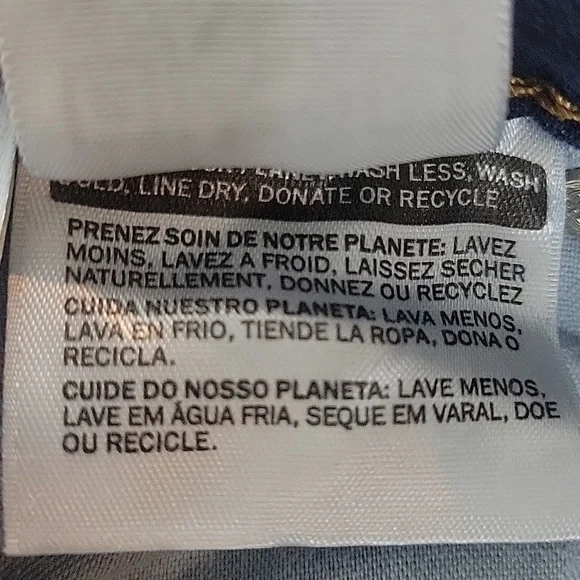 PLANET: WASH LESS, WASH
COLD, LINE DRY, DONATE OR RECYCLE
PRENEZ SOIN DE NOTRE PLANETE: LAVEZ
MOINS, LAVEZ A FROID, LAISSEZ SECHER
NATURELLEMENT, DONNEZ OU RECYCLEZ
CUIDA NUESTRO PLANETA: LAVA MENOS,
LAVA EN FRIO, TIENDE LA ROPA, DONA O
RECICLA.
CUIDE DO NOSSO PLANETA: LAVE MENOS,
LAVE EM ÁGUA FRIA, SEQUE EM VARAL, DOE
OU RECICLE.